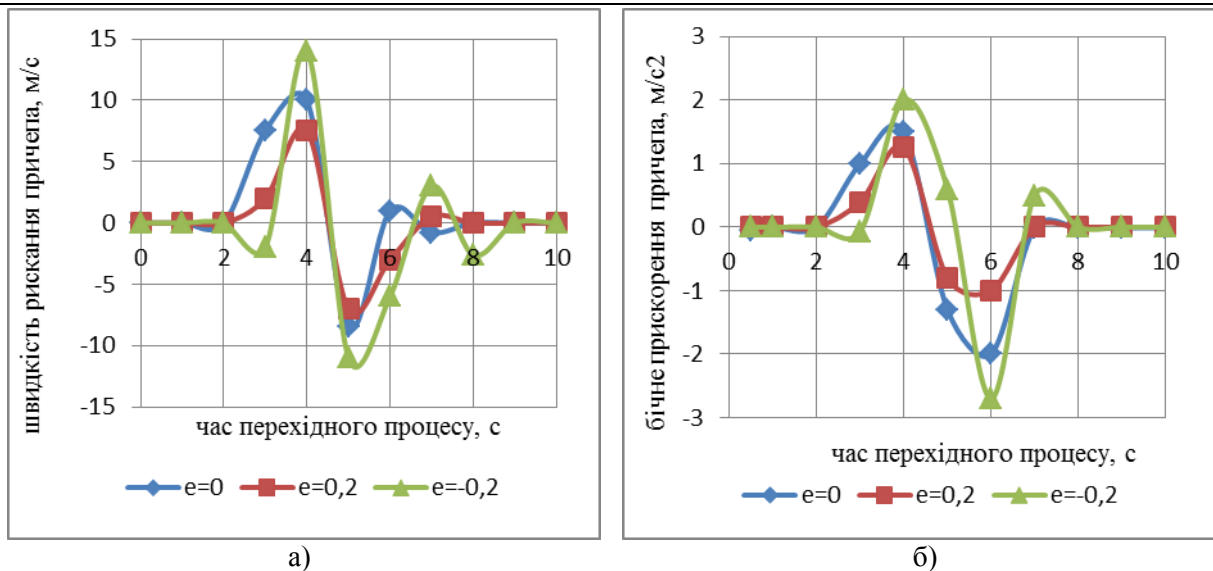 швидкість рискання причепа, м/с
15
10
5
0
-5
-10
-15
0 2 4 6 8 10
час перехідного процесу, с
e=0 e=0,2 e=-0,2
бічне прискорення причепа, м/с2
3
2
1
0
-1
-2
-3
0 2 4 6 8 10
час перехідного процесу, с
e=0 e=0,2 e=-0,2
а) б)